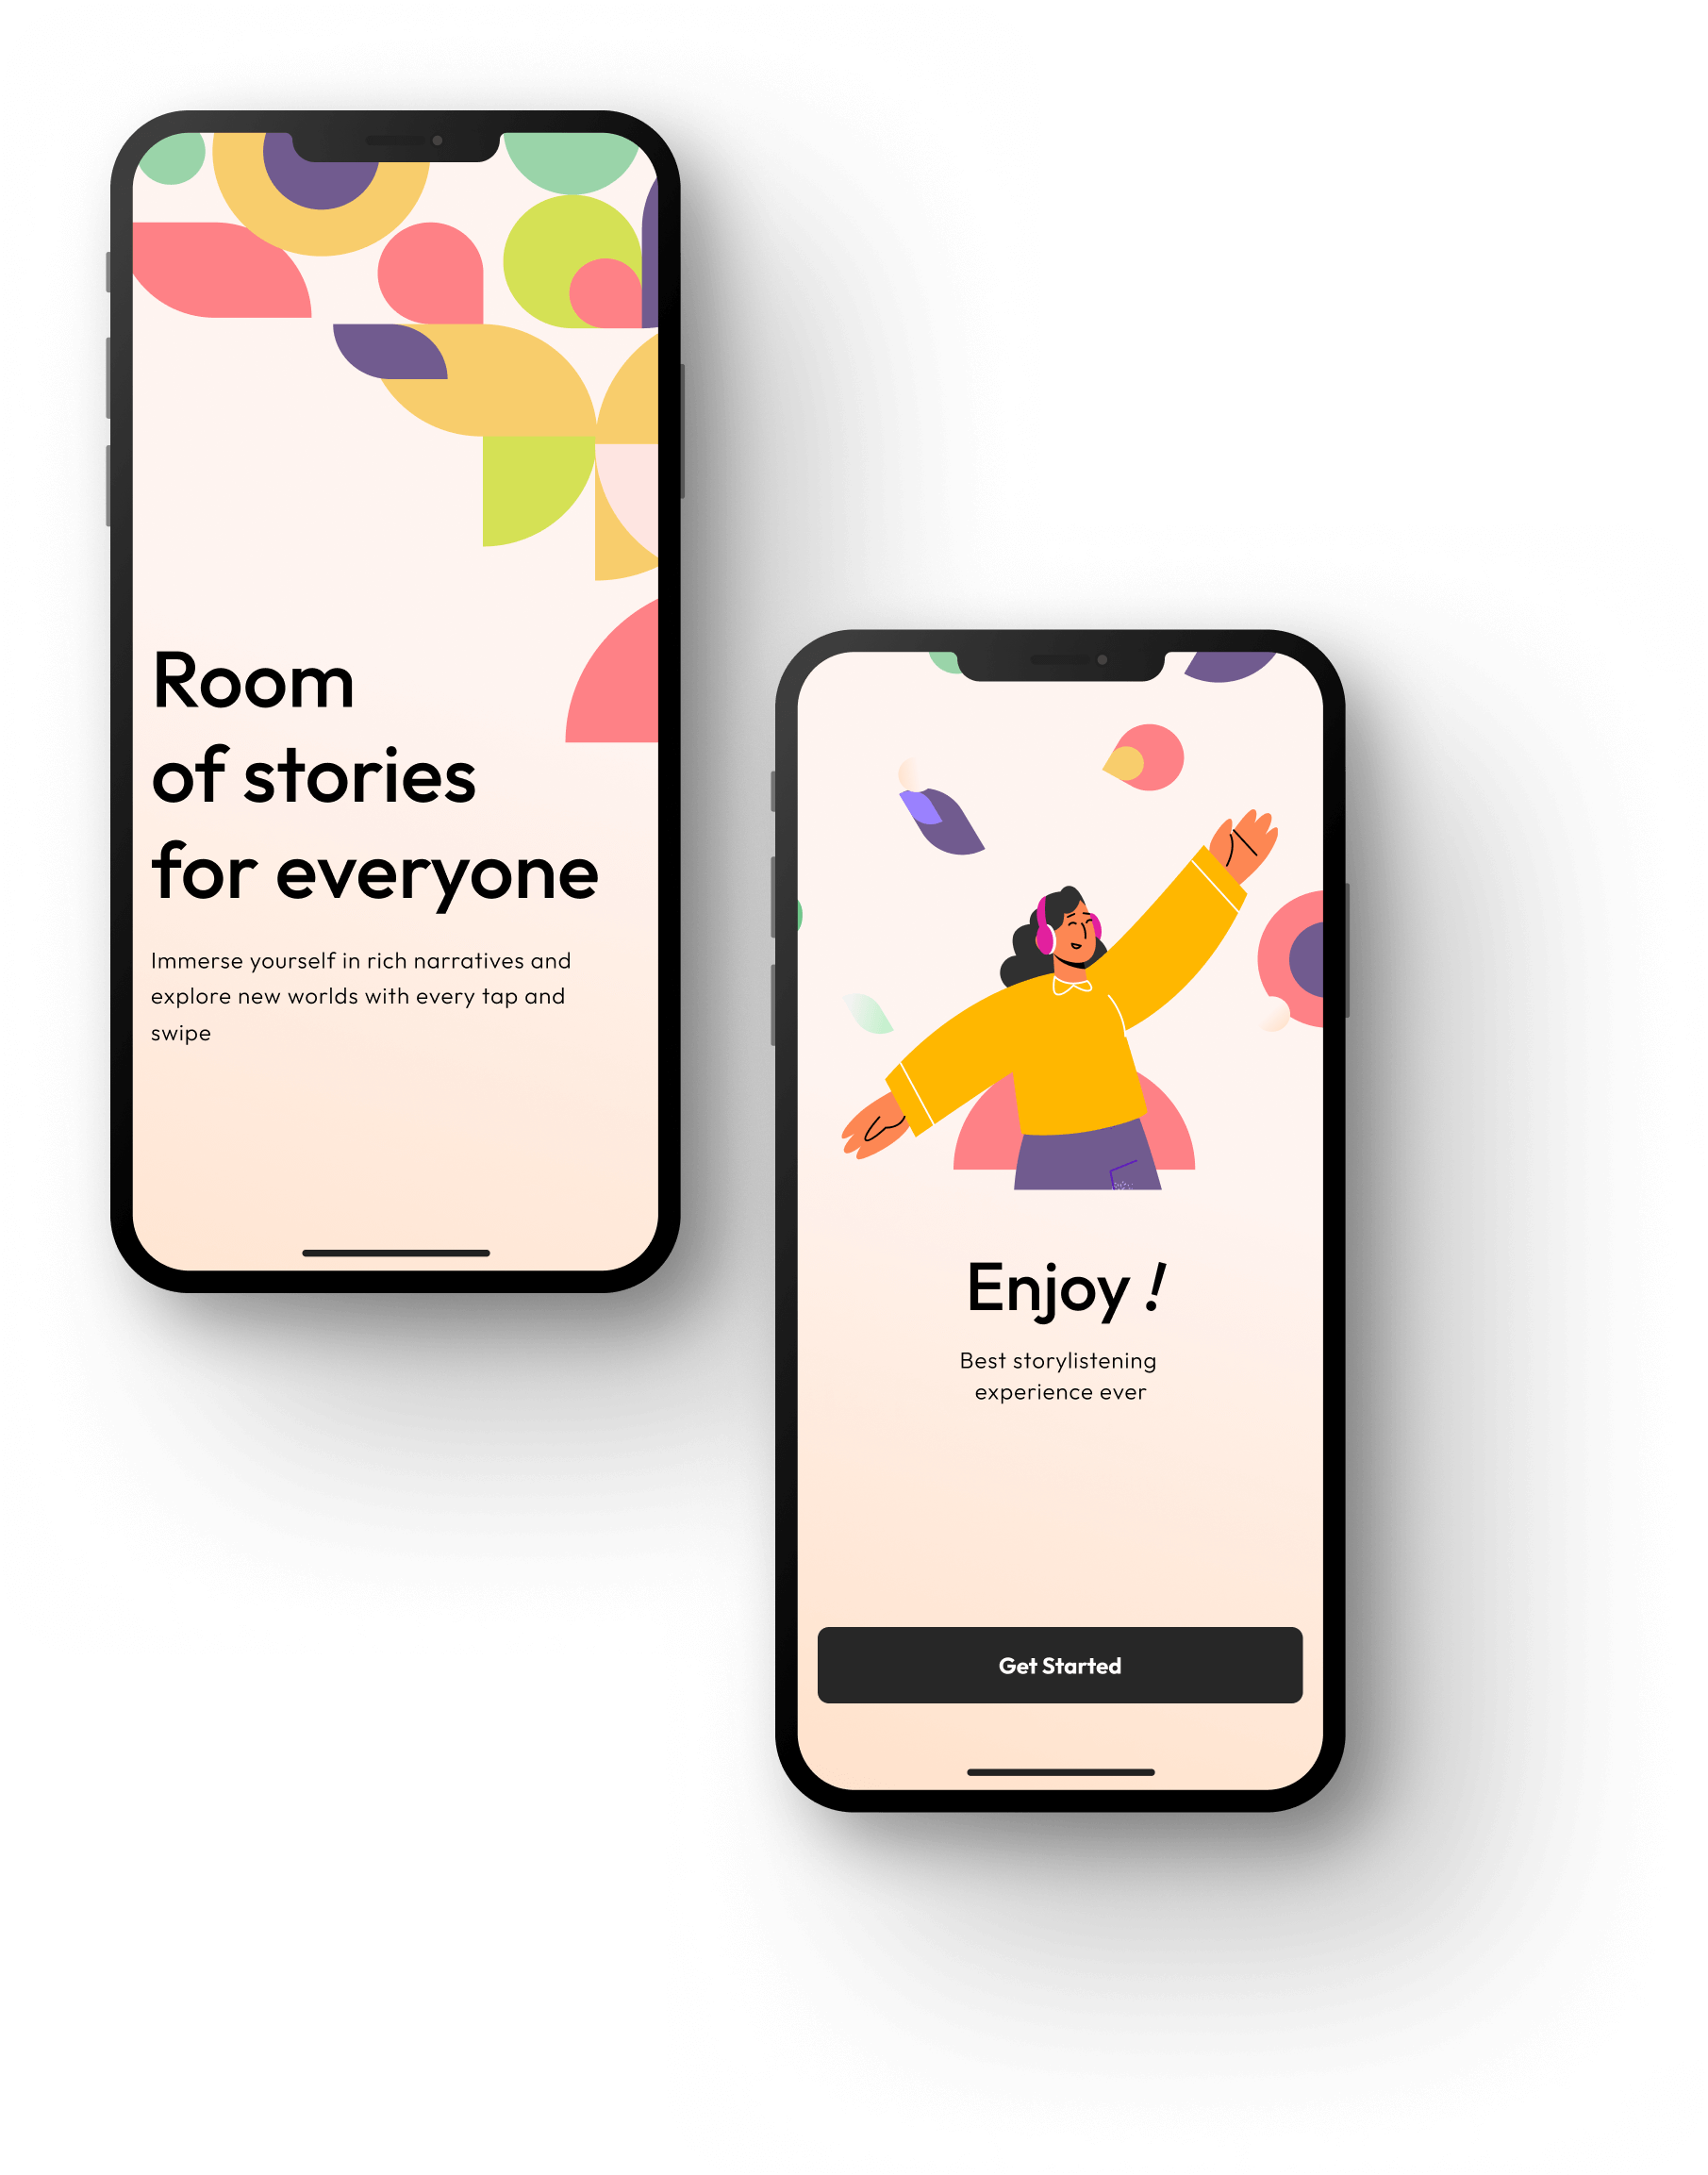 Room
of stories
for everyone
Immerse yourself in rich narratives and
explore new worlds with every tap and
swipe
Enjoy !
Best storylistening
experience ever
Get Started